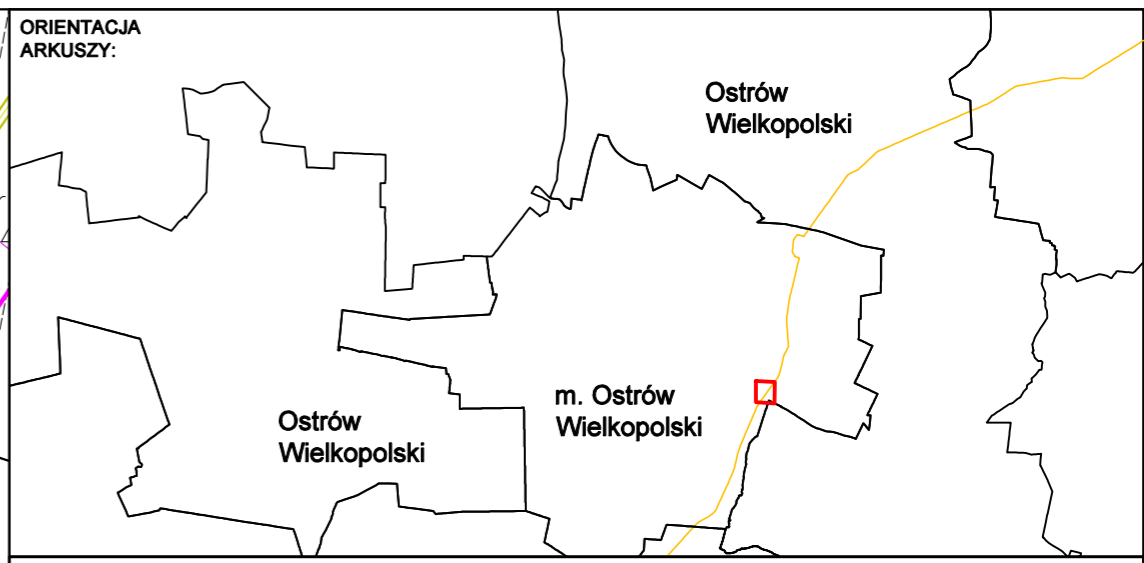 ORIENTACJA
ARKUSZY:
Ostrów
Wielkopolski
m. Ostrów
Wielkopolski
Ostrów
Wielkopolski